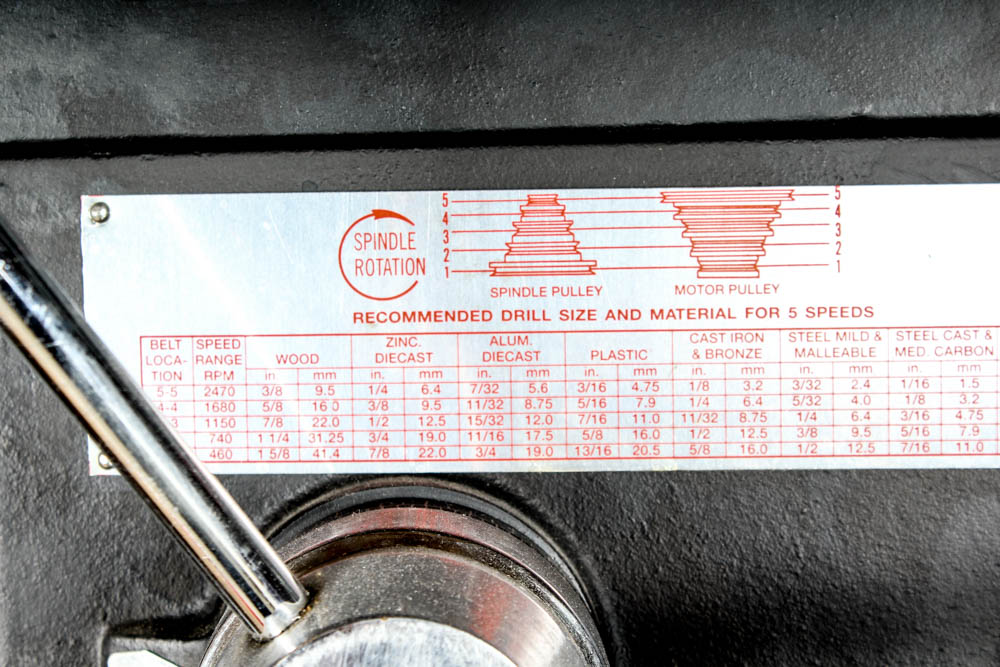 5 5
4 4
SPINDLE 3 3
ROTATION 2 2
1 1
SPINDLE PULLEY MOTOR PULLEY
RECOMMENDED DRILL SIZE AND MATERIAL FOR 5 SPEEDS
BELT SPEED ZINC. ALUM. CAST IRON STEEL MILD & STEEL CAST &
LOCA- RANGE WOOD DIECAST DIECAST PLASTIC & BRONZE MALLEABLE MED. CARBON
TION RPM in. mm in. mm in. mm in. mm in. mm in. mm in. mm
5-5 2470 3/8 9.5 1/4 6.4 7/32 5.6 3/16 4.75 1/8 3.2 3/32 2.4 1/16 1.5
4-4 1680 5/8 16 0 3/8 9.5 11/32 8.75 5/16 7.9 1/4 6.4 5/32 4.0 1/8 3.2
3 1150 7/8 22.0 1/2 12.5 15/32 12.0 7/16 11.0 11/32 8.75 1/4 6.4 3/16 4.75
740 1 1/4 31.25 3/4 19.0 11/16 17.5 5/8 16.0 1/2 12.5 3/8 9.5 5/16 7.9
460 1 5/8 41.4 7/8 22.0 3/4 19.0 13/16 20.5 5/8 16.0 1/2 12.5 7/16 11.0